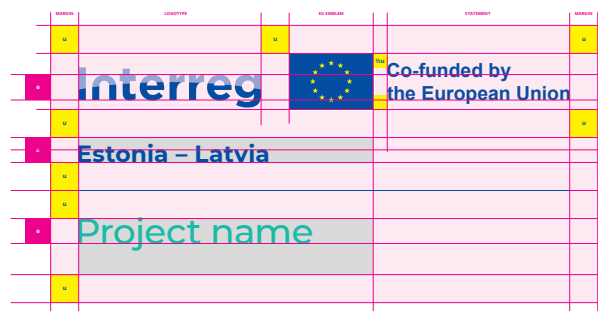 MARGIN LOGOTYPE EU EMBLEM STATEMENT MARGIN
u u u
½u
Interreg Co-funded by
the European Union
e
u u
Estonia – Latvia
u
u
Project name
e
u